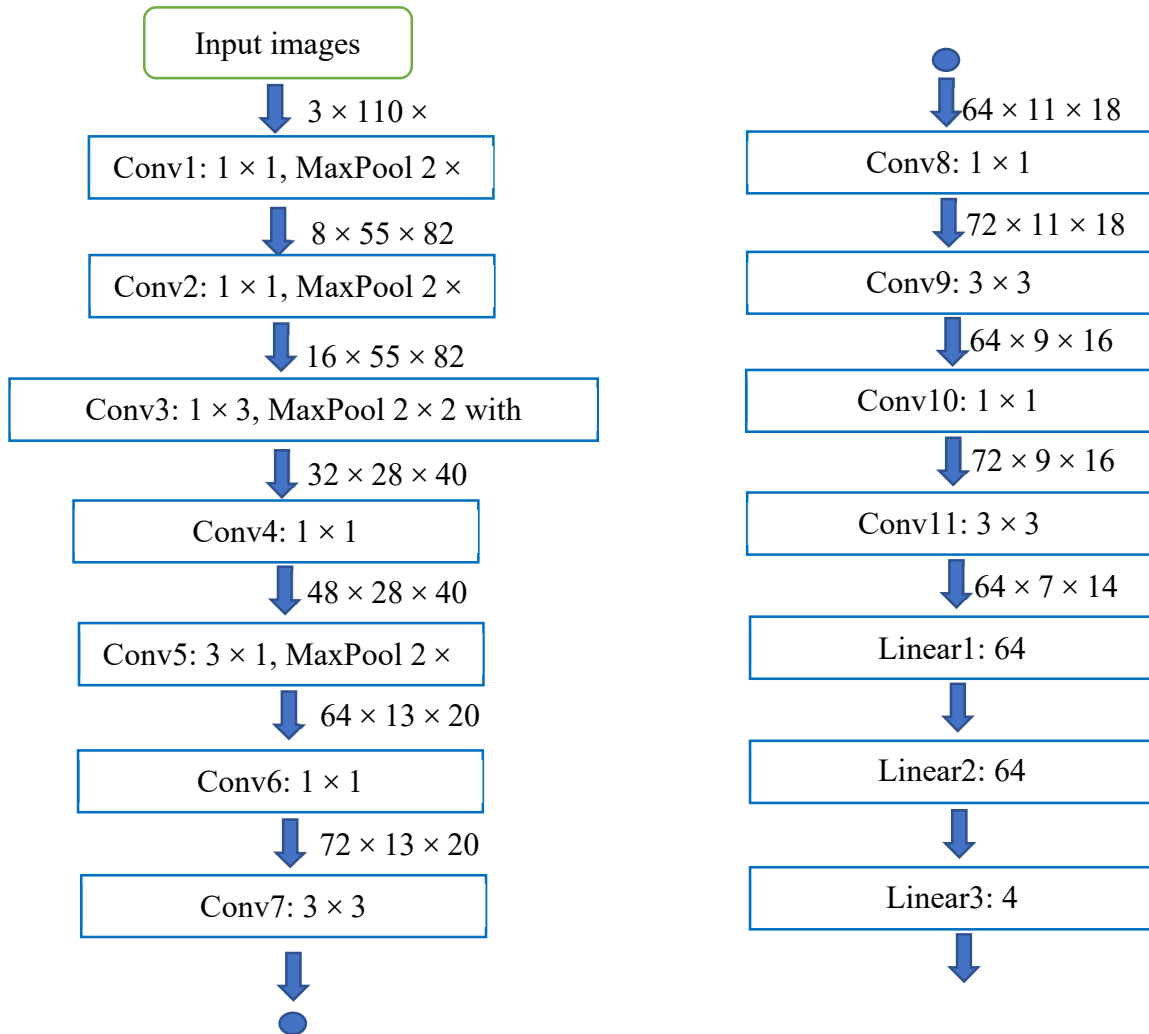 Input images
3 × 110 ×
Conv1: 1 × 1, MaxPool 2 ×
8 × 55 × 82
Conv2: 1 × 1, MaxPool 2 ×
16 × 55 × 82
Conv3: 1 × 3, MaxPool 2 × 2 with
32 × 28 × 40
Conv4: 1 × 1
48 × 28 × 40
Conv5: 3 × 1, MaxPool 2 ×
64 × 13 × 20
Conv6: 1 × 1
72 × 13 × 20
Conv7: 3 × 3
64 × 11 × 18
Conv8: 1 × 1
72 × 11 × 18
Conv9: 3 × 3
64 × 9 × 16
Conv10: 1 × 1
72 × 9 × 16
Conv11: 3 × 3
64 × 7 × 14
Linear1: 64
Linear2: 64
Linear3: 4